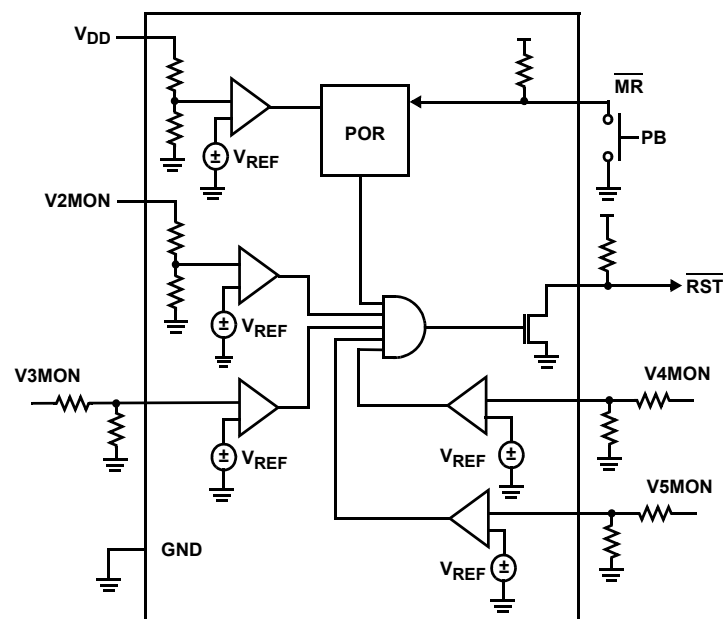 VDD
MR
POR
PB
VREF
V2MON
RST
VREF
V3MON
V4MON
VREF
VREF
V5MON
GND
VREF